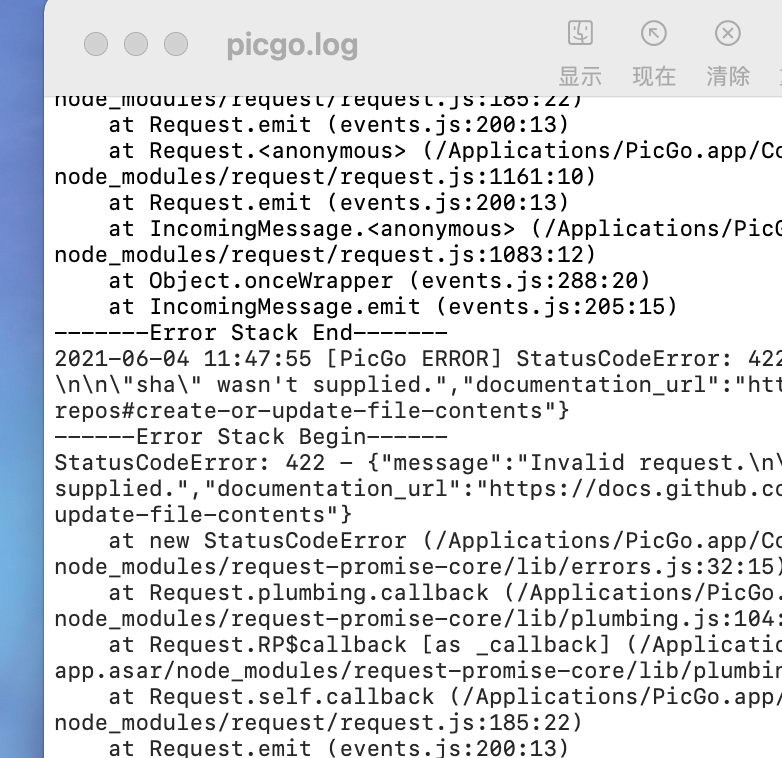 picgo.log
显示 现在 清除
node_modules/request/request.js:185:22)
at Request.emit (events.js:200:13)
at Request.<anonymous> (/Applications/PicGo.app/Co
node_modules/request/request.js:1161:10)
at Request.emit (events.js:200:13)
at IncomingMessage.<anonymous> (/Applications/PicG
node_modules/request/request.js:1083:12)
at Object.onceWrapper (events.js:288:20)
at IncomingMessage.emit (events.js:205:15)
-------Error Stack End-------
2021-06-04 11:47:55 [PicGo ERROR] StatusCodeError: 422
\n\n\"sha\" wasn't supplied.","documentation_url":"htt
repos#create-or-update-file-contents"}
------Error Stack Begin------
StatusCodeError: 422 - {"message":"Invalid request.\n\
supplied.","documentation_url":"https://docs.github.co
update-file-contents"}
at new StatusCodeError (/Applications/PicGo.app/Co
node_modules/request-promise-core/lib/errors.js:32:15)
at Request.plumbing.callback (/Applications/PicGo.
node_modules/request-promise-core/lib/plumbing.js:104:
at Request.RP$callback [as _callback] (/Applicatio
app.asar/node_modules/request-promise-core/lib/plumbin
at Request.self.callback (/Applications/PicGo.app/
node_modules/request/request.js:185:22)
at Request.emit (events.js:200:13)